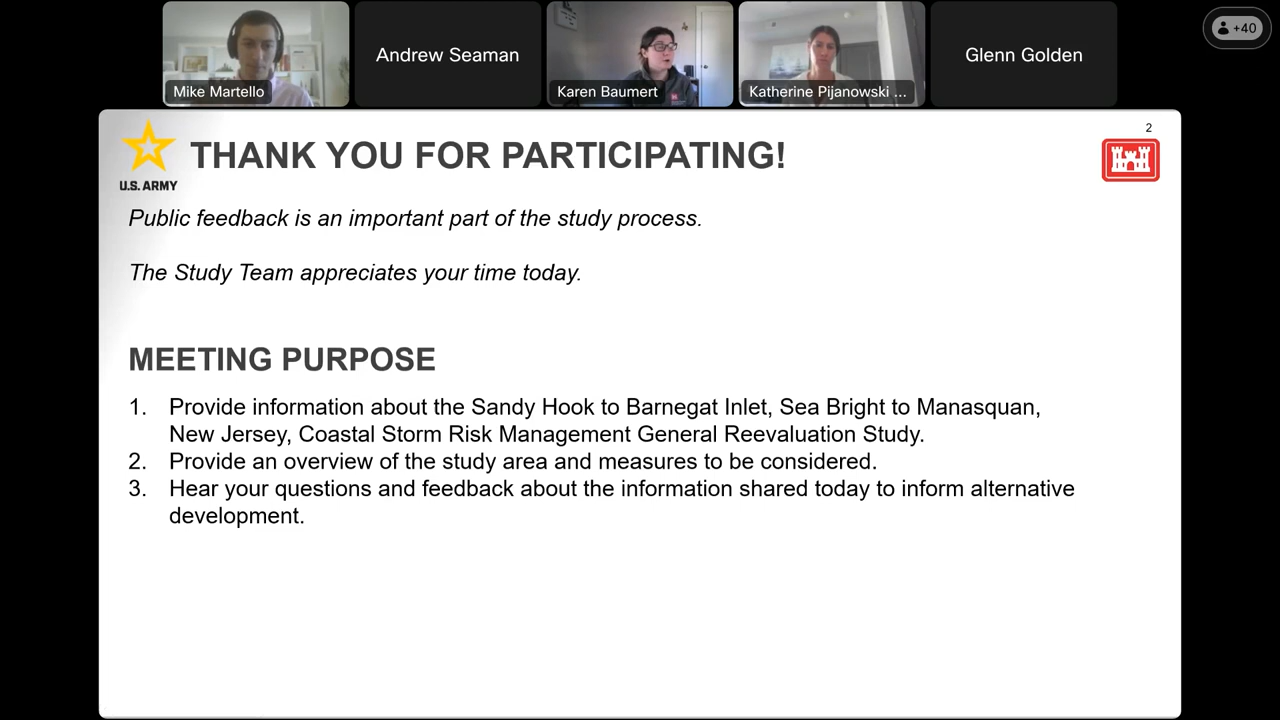 Andrew Seaman
Glenn Golden
+40
Mike Martello
Karen Baumert
Katherine Pijanowski ...
2
U.S. ARMY
THANK YOU FOR PARTICIPATING!
Public feedback is an important part of the study process.
The Study Team appreciates your time today.
MEETING PURPOSE
1. Provide information about the Sandy Hook to Barnegat Inlet, Sea Bright to Manasquan,
New Jersey, Coastal Storm Risk Management General Reevaluation Study.
2. Provide an overview of the study area and measures to be considered.
3. Hear your questions and feedback about the information shared today to inform alternative
development.